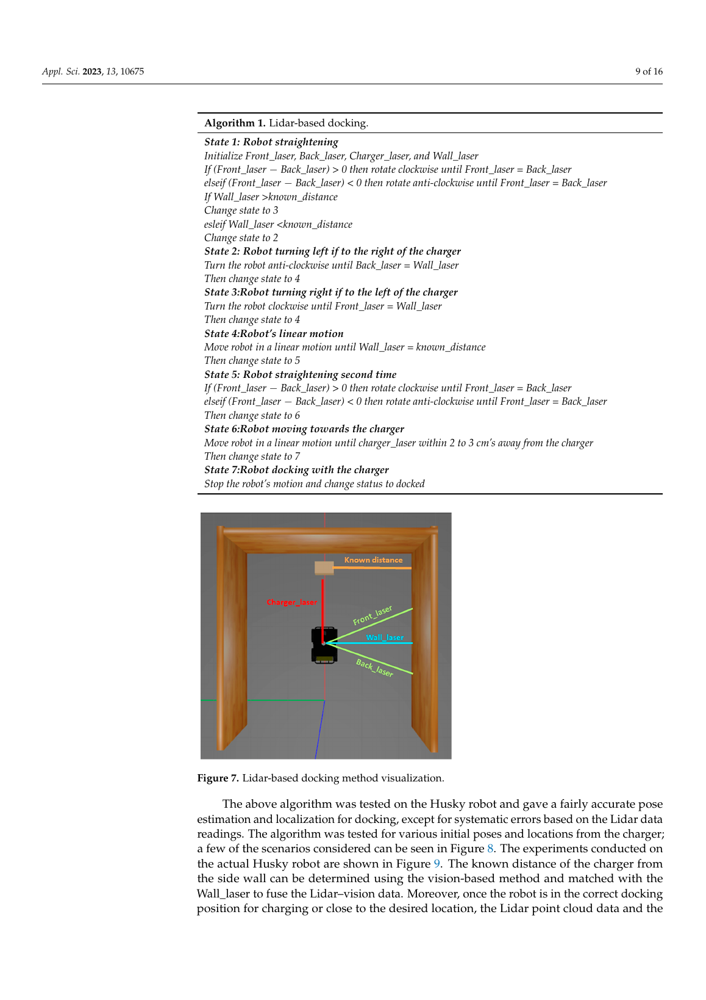 Appl. Sci. 2023, 13, 10675
9 of 16
Algorithm 1. Lidar-based docking.
State 1: Robot straightening
Initialize Front_laser, Back_laser, Charger_laser, and Wall_laser
If (Front_laser − Back_laser) > 0 then rotate clockwise until Front_laser = Back_laser
elseif (Front_laser − Back_laser) < 0 then rotate anti-clockwise until Front_laser = Back_laser
If Wall_laser >known_distance
Change state to 3
esleif Wall_laser <known_distance
Change state to 2
State 2: Robot turning left if to the right of the charger
Turn the robot anti-clockwise until Back_laser = Wall_laser
Then change state to 4
State 3:Robot turning right if to the left of the charger
Turn the robot clockwise until Front_laser = Wall_laser
Then change state to 4
State 4:Robot's linear motion
Move robot in a linear motion until Wall_laser = known_distance
Then change state to 5
State 5: Robot straightening second time
If (Front_laser − Back_laser) > 0 then rotate clockwise until Front_laser = Back_laser
elseif (Front_laser − Back_laser) < 0 then rotate anti-clockwise until Front_laser = Back_laser
Then change state to 6
State 6:Robot moving towards the charger
Move robot in a linear motion until charger_laser within 2 to 3 cm's away from the charger
Then change state to 7
State 7:Robot docking with the charger
Stop the robot's motion and change status to docked
Known distance
Charger_laser
Front_laser
Wall_laser
Back_laser
Figure 7. Lidar-based docking method visualization.
The above algorithm was tested on the Husky robot and gave a fairly accurate pose
estimation and localization for docking, except for systematic errors based on the Lidar data
readings. The algorithm was tested for various initial poses and locations from the charger;
a few of the scenarios considered can be seen in Figure 8. The experiments conducted on
the actual Husky robot are shown in Figure 9. The known distance of the charger from
the side wall can be determined using the vision-based method and matched with the
Wall_laser to fuse the Lidar–vision data. Moreover, once the robot is in the correct docking
position for charging or close to the desired location, the Lidar point cloud data and the